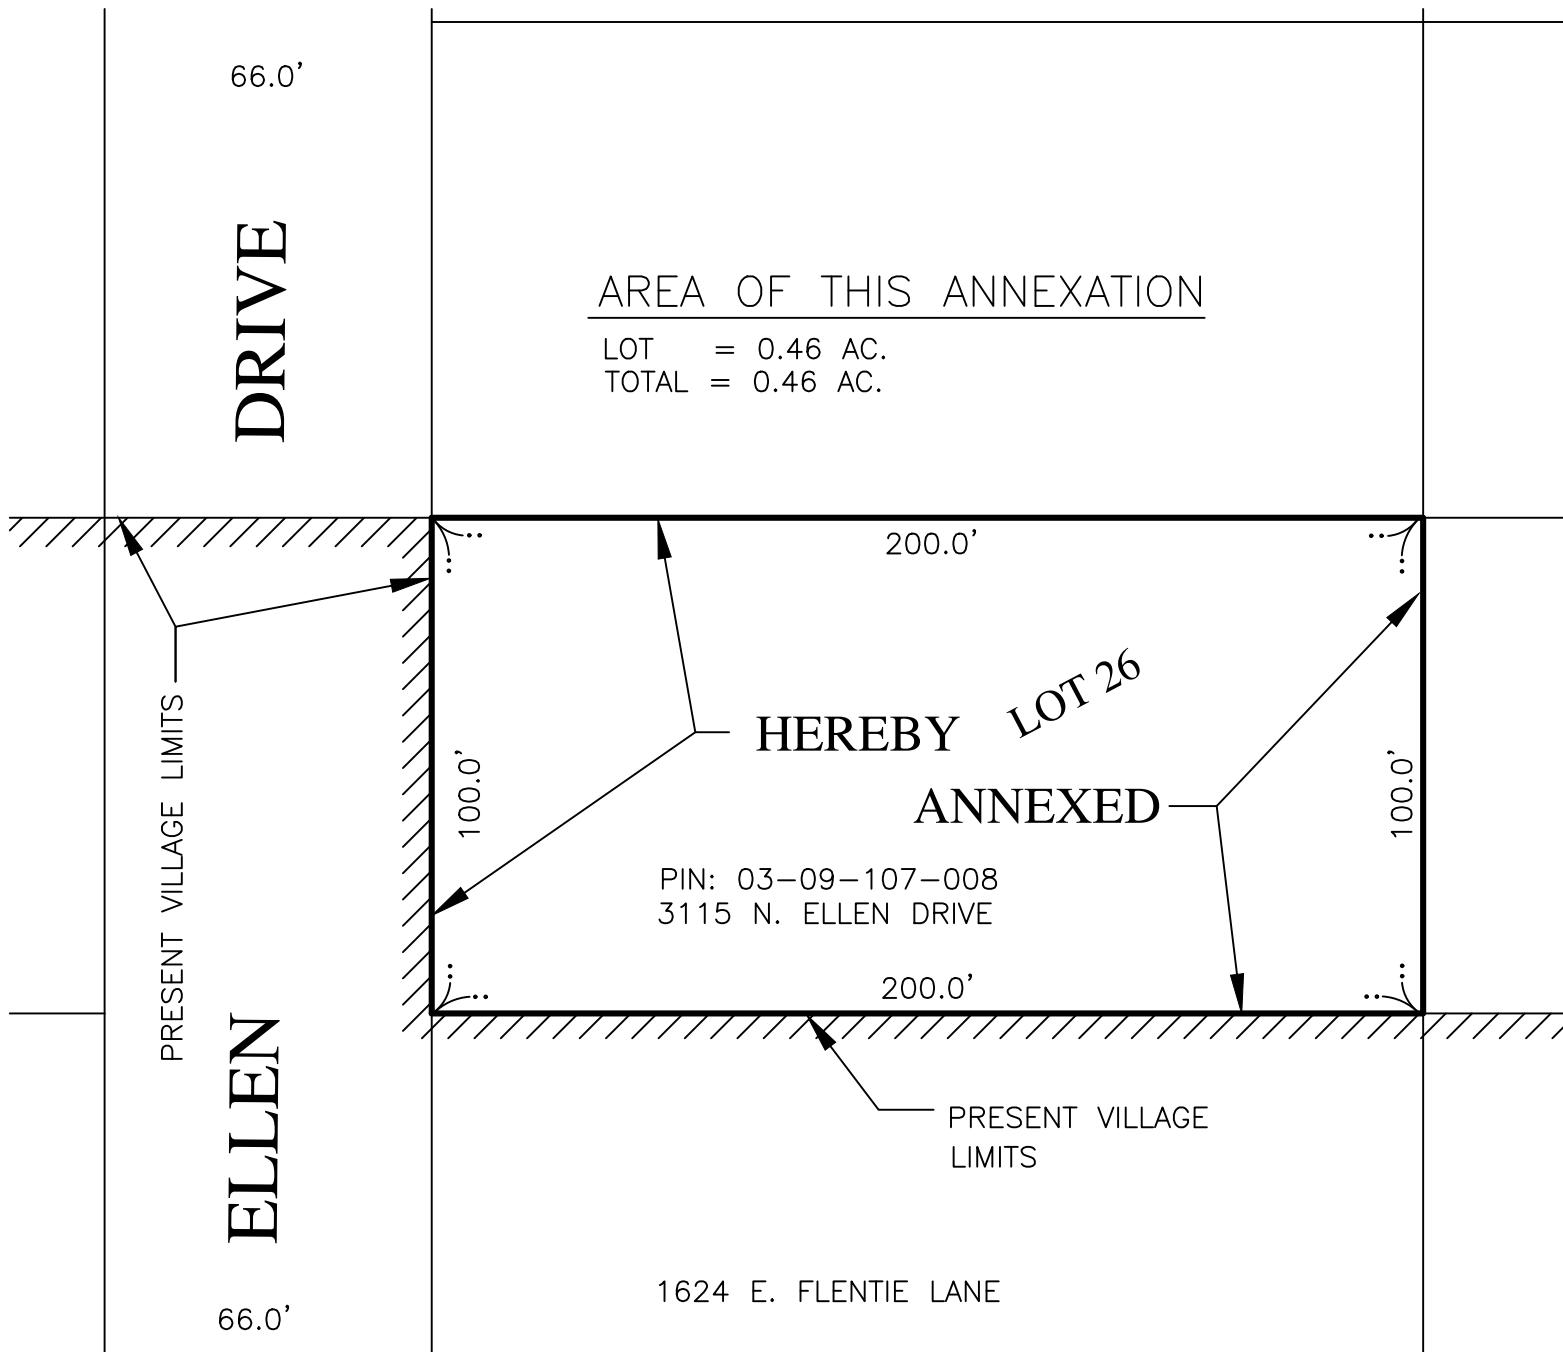 66.0'
DRIVE
AREA OF THIS ANNEXATION
LOT = 0.46 AC.
TOTAL = 0.46 AC.
200.0'
LOT 26
HEREBY
PRESENT VILLAGE LIMITS
100.0'
100.0'
ANNEXED
PIN: 03-09-107-008
3115 N. ELLEN DRIVE
200.0'
ELLEN
PRESENT VILLAGE
LIMITS
1624 E. FLENTIE LANE
66.0'